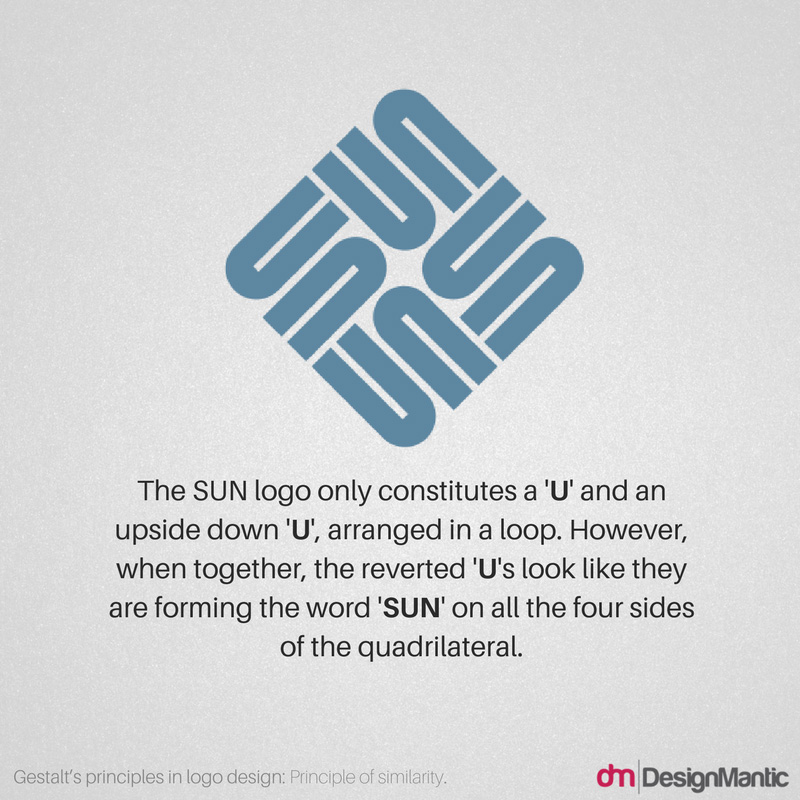 The SUN logo only constitutes a 'U' and an
upside down 'U', arranged in a loop. However,
when together, the reverted 'U's look like they
are forming the word 'SUN' on all the four sides
of the quadrilateral.
Gestalt's principles in logo design: Principle of similarity.
dm DesignMantic